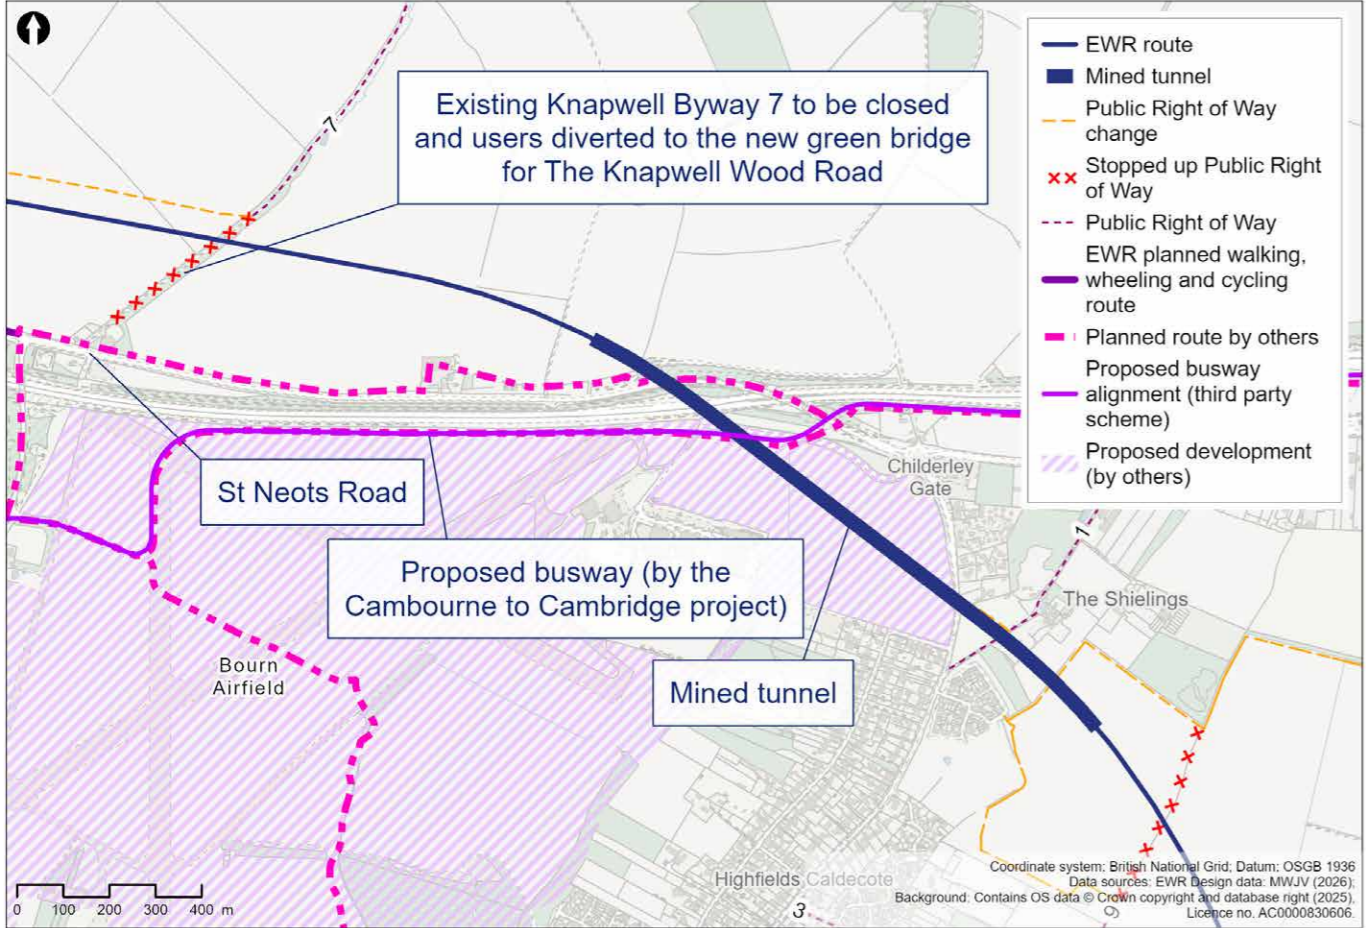 7
Existing Knapwell Byway 7 to be closed
and users diverted to the new green bridge
for The Knapwell Wood Road
EWR route
Mined tunnel
Public Right of Way
change
Stopped up Public Right
of Way
Public Right of Way
EWR planned walking,
wheeling and cycling
route
Planned route by others
Proposed busway
alignment (third party
scheme)
Proposed development
(by others)
St Neots Road
Childerley
Gate
1
Proposed busway (by the
Cambourne to Cambridge project)
The Shielings
Bourn
Airfield
Mined tunnel
Highfields Caldecote
3
9
0 100 200 300 400 m
Coordinate system: British National Grid; Datum: OSGB 1936
Data sources: EWR Design data: MWJV (2026);
Background: Contains OS data © Crown copyright and database right (2025),
Licence no. AC0000830606.